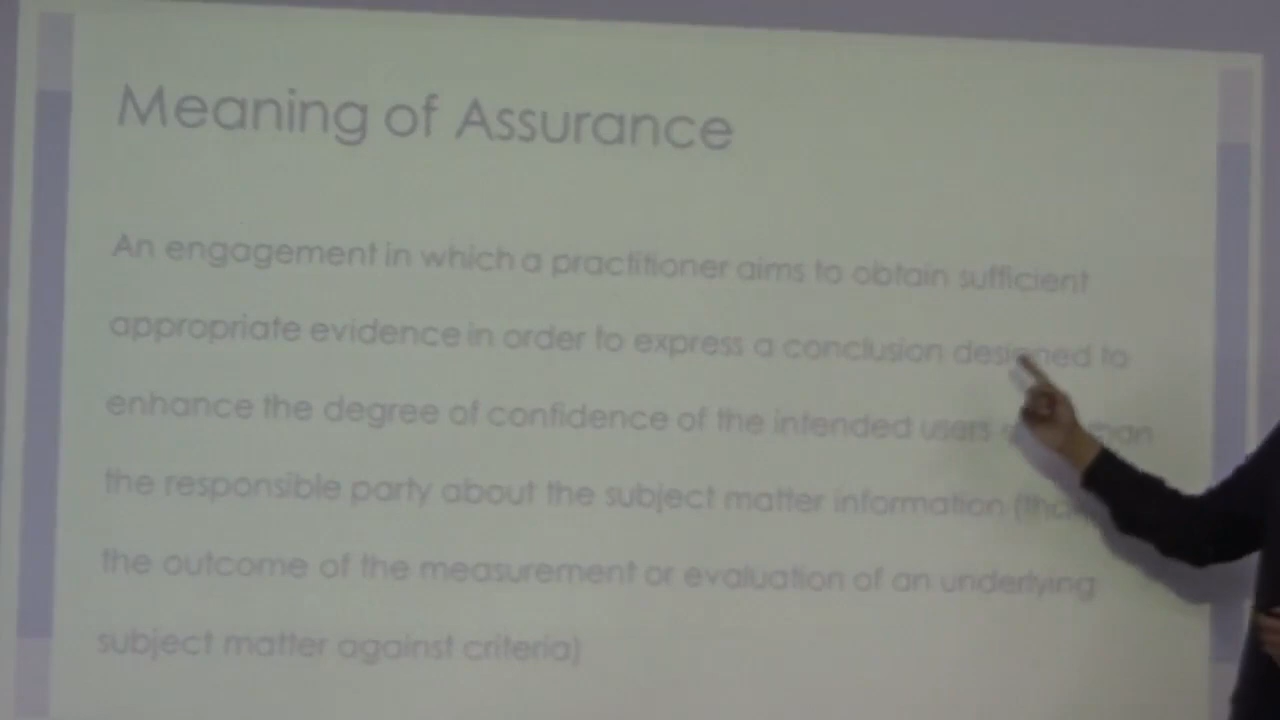 Meaning of Assurance
An engagement in which a practitioner aims to obtain sufficient
appropriate evidence in order to express a conclusion designed to
enhance the degree of confidence of the intended users
the responsible party about the subject matter information
the outcome of the measurement or evaluation of an underlying
subject matter against criteria)